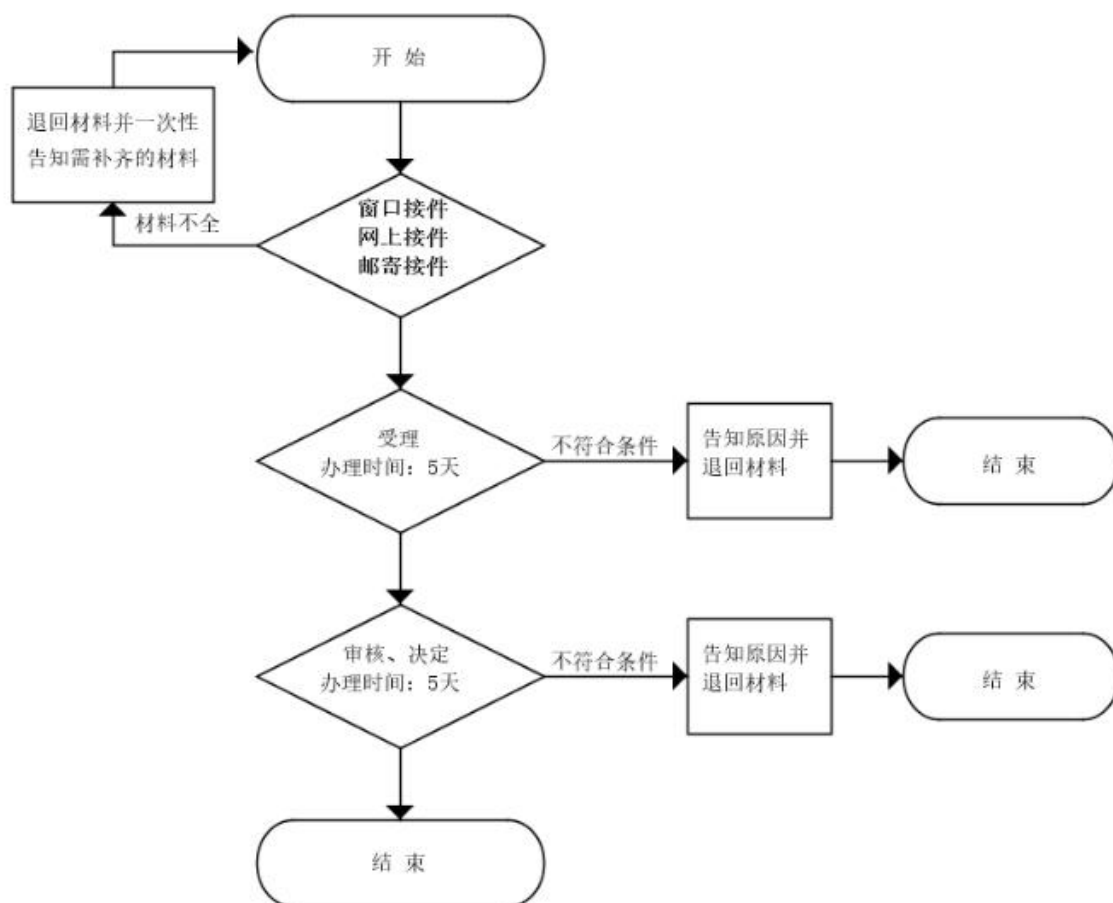 开 始
退回材料并一次性
告知需补齐的材料
材料不全
窗口接件
网上接件
邮寄接件
受理
办理时间：5天
不符合条件
告知原因并
退回材料
结 束
审核、决定
办理时间：5天
不符合条件
告知原因并
退回材料
结 束
结 束